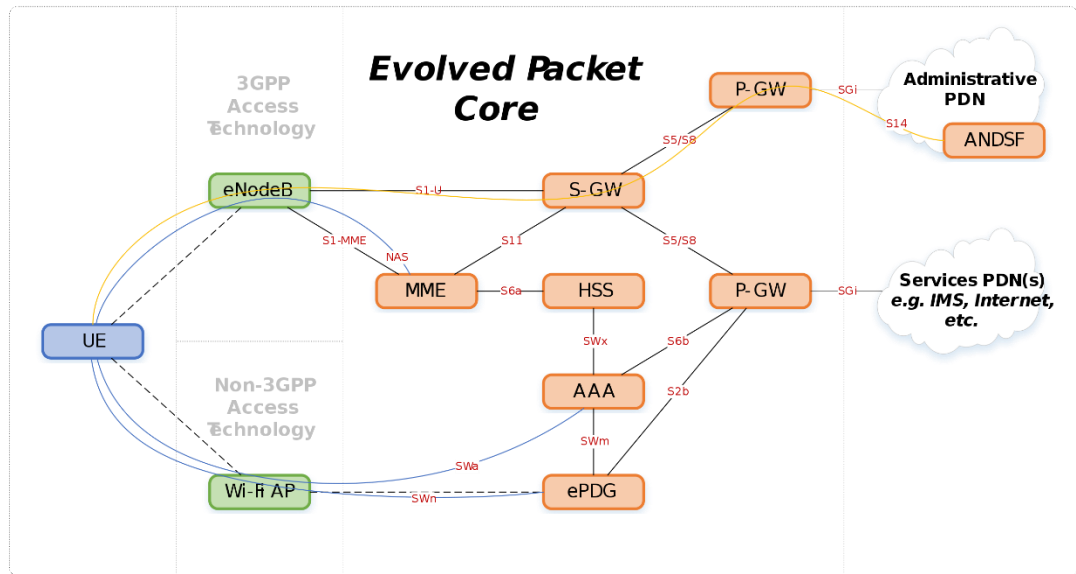 Evolved Packet
Core
3GPP
Access
Technology
P-GW
SGi
Administrative
PDN
S14
ANDSF
S5/S8
eNodeB
S1-U
S-GW
S1-MME
NAS
S11
S5/S8
MME
S6a
HSS
P-GW
SGi
Services PDN(s)
e.g. IMS, Internet,
etc.
UE
SWx
S6b
Non-3GPP
Access
Technology
AAA
S2b
SWa
SWm
Wi-Fi AP
SWn
ePDG